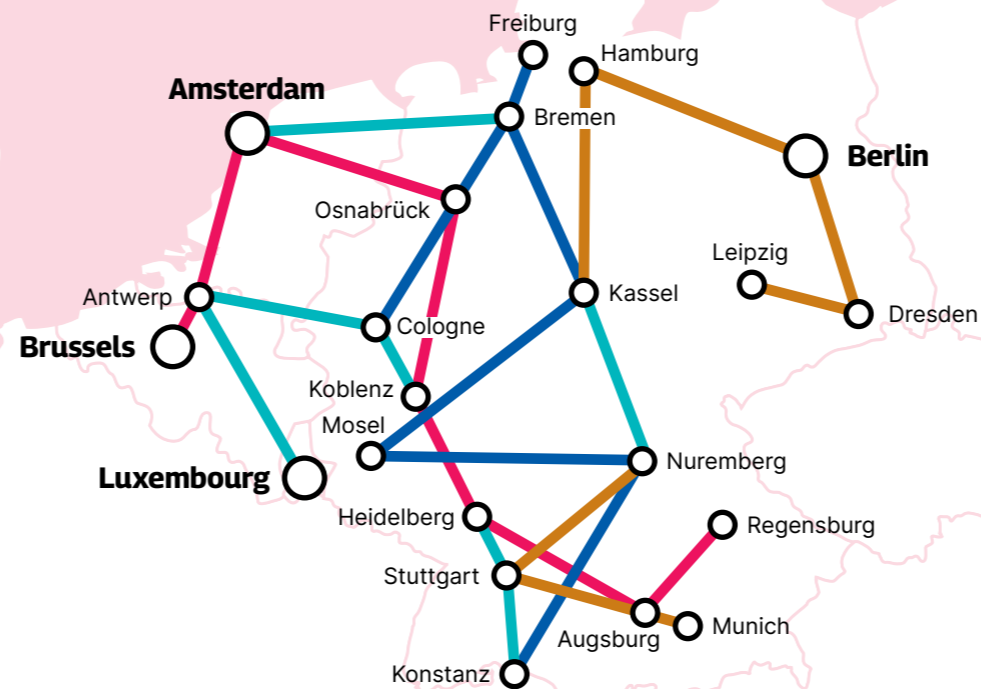 Freiburg
Hamburg
Amsterdam
Bremen
Berlin
Osnabrück
Leipzig
Antwerp
Kassel
Dresden
Cologne
Brussels
Koblenz
Mosel
Nuremberg
Luxembourg
Heidelberg
Regensburg
Stuttgart
Augsburg
Munich
Konstanz